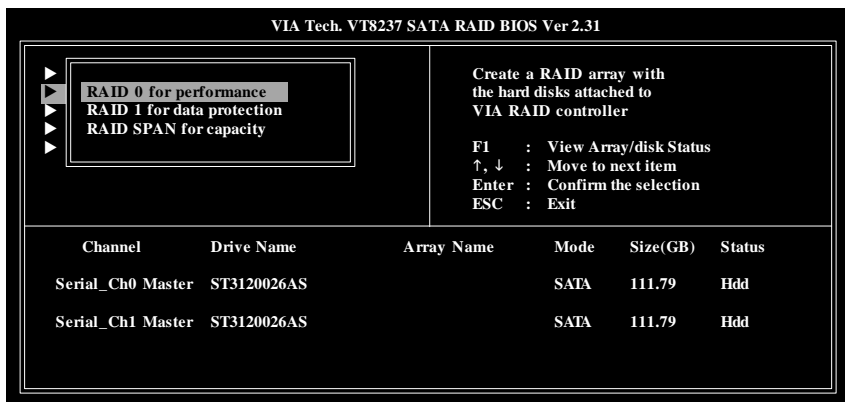 VIA Tech. VT8237 SATA RAID BIOS Ver 2.31
RAID 0 for performance
RAID 1 for data protection
RAID SPAN for capacity
Create a RAID array with
the hard disks attached to
VIA RAID controller
F1 : View Array/disk Status
↑, ↓ : Move to next item
Enter : Confirm the selection
ESC : Exit
Channel Drive Name Array Name Mode Size(GB) Status
Serial_Ch0 Master ST3120026AS SATA 111.79 Hdd
Serial_Ch1 Master ST3120026AS SATA 111.79 Hdd